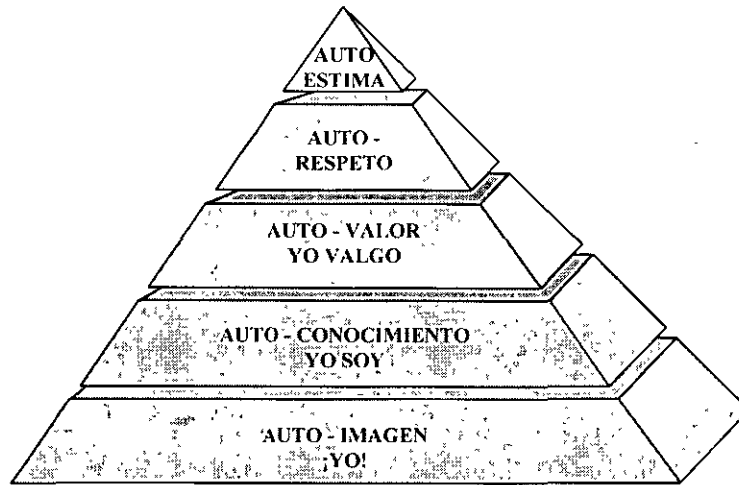 AUTO
ESTIMA
AUTO -
RESPETO
AUTO - VALOR
YO VALGO
AUTO - CONOCIMIENTO
YO SOY
AUTO - IMAGEN
¡YO!